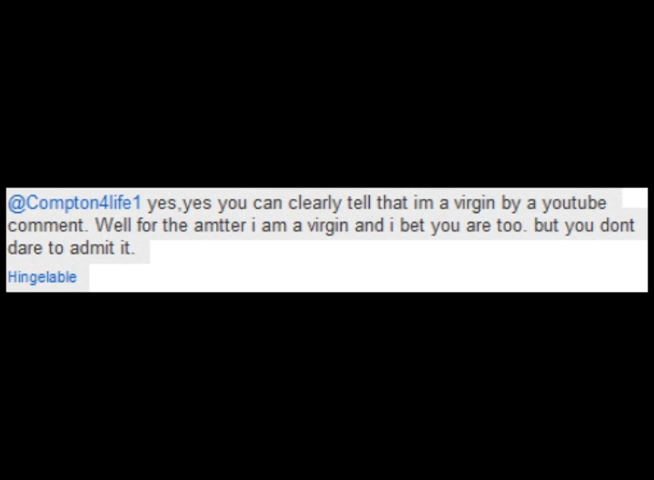 @Compton4life1 yes,yes you can clearly tell that im a virgin by a youtube
comment. Well for the amtter i am a virgin and i bet you are too. but you dont
dare to admit it.
Hingelable